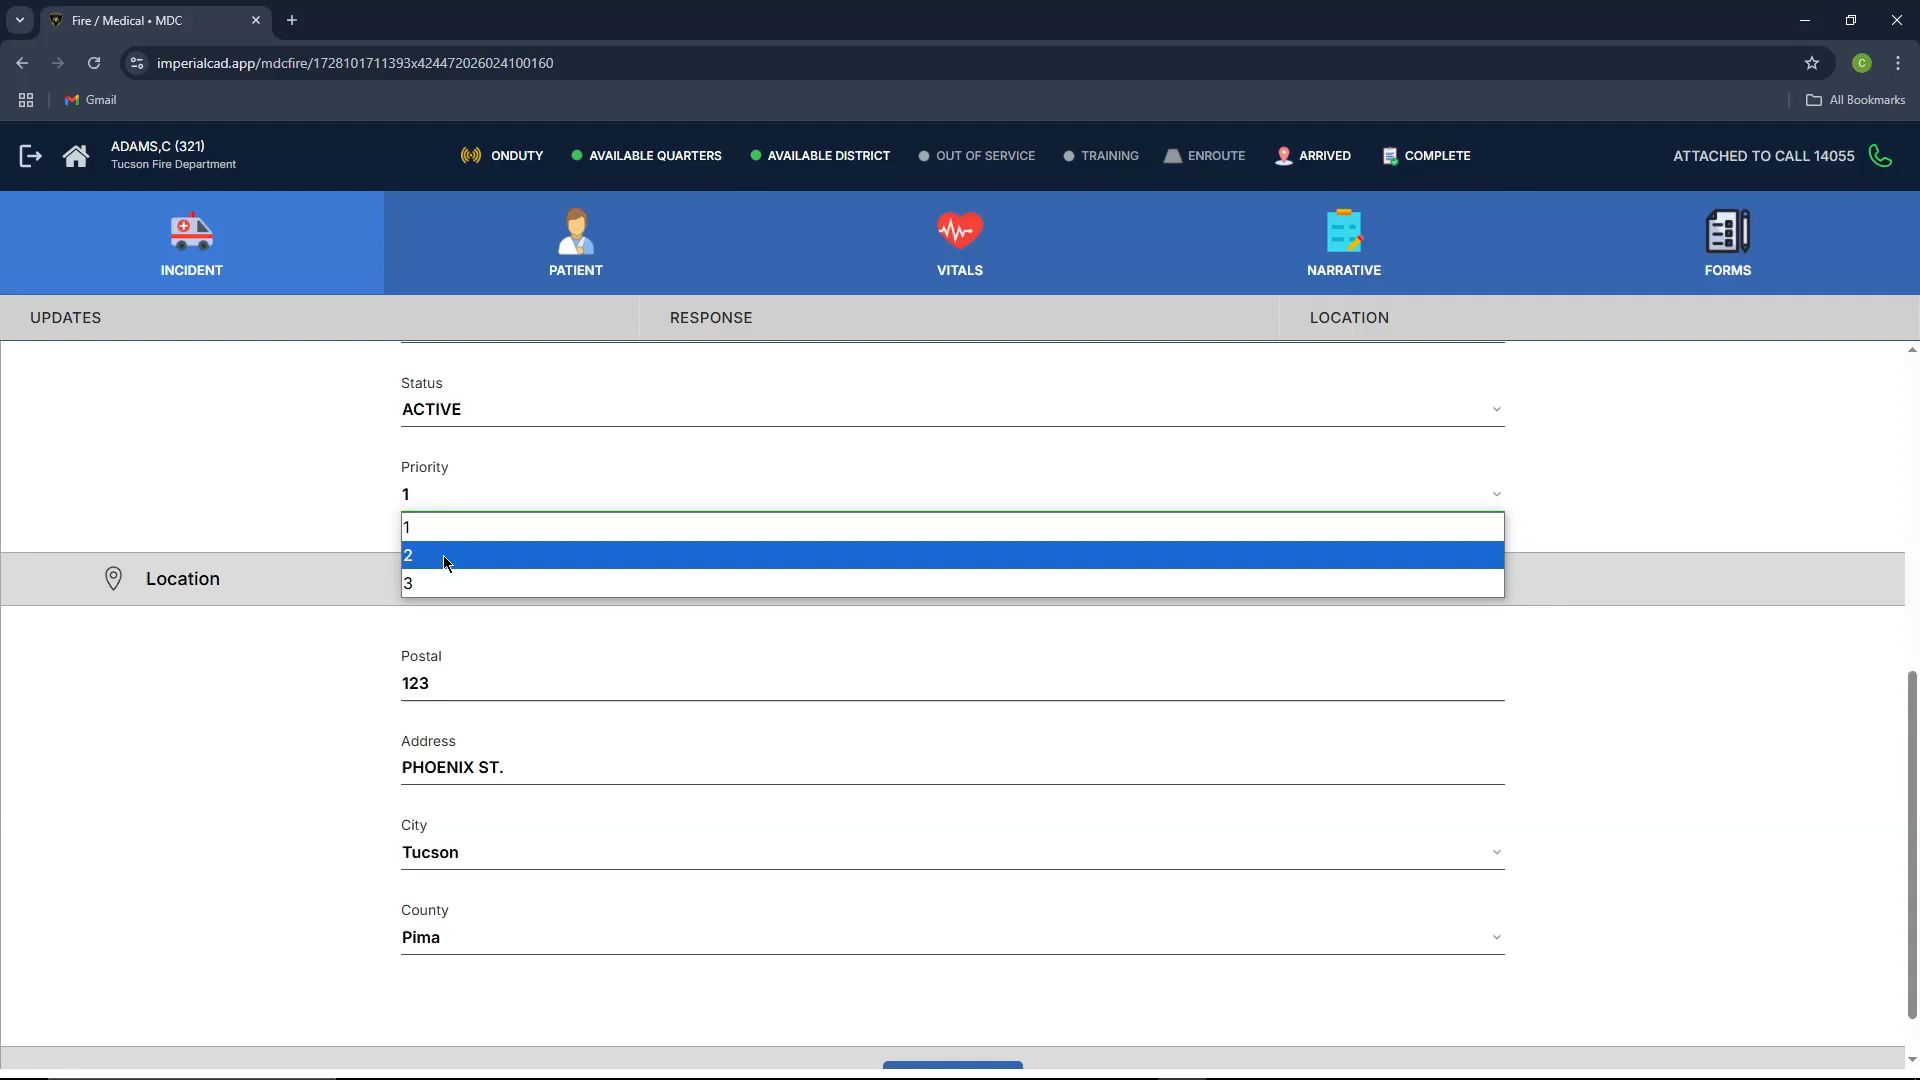 Fire / Medical • MDC
imperialcad.app/mdcfire/1728101711393x424472026024100160
C
Gmail
All Bookmarks
ADAMS,C (321)
Tucson Fire Department
ONDUTY
AVAILABLE QUARTERS
AVAILABLE DISTRICT
OUT OF SERVICE
TRAINING
ENROUTE
ARRIVED
COMPLETE
ATTACHED TO CALL 14055
INCIDENT
PATIENT
VITALS
NARRATIVE
FORMS
UPDATES
RESPONSE
LOCATION
Status
ACTIVE
Priority
1
1
2
3
Location
Postal
123
Address
PHOENIX ST.
City
Tucson
County
Pima